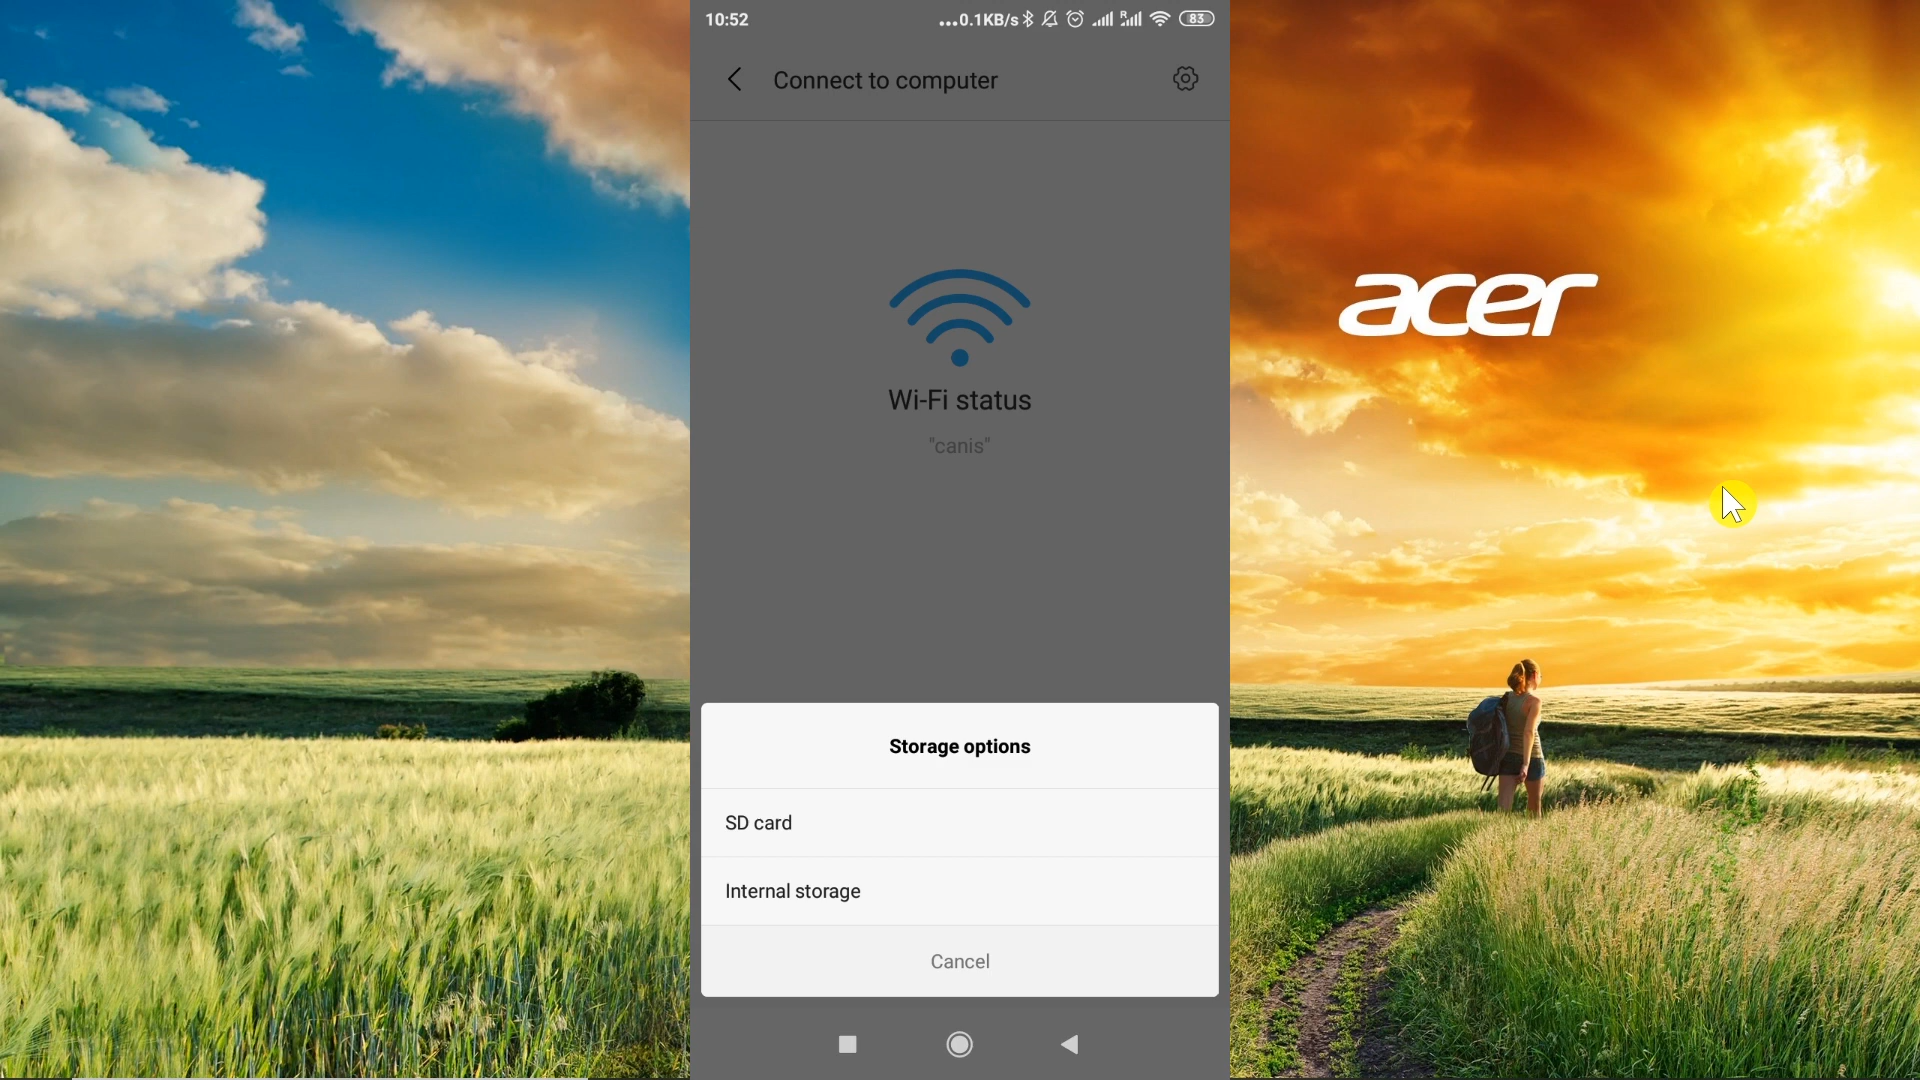 10:52
...0.1KB/s
R
83
Connect to computer
acer
Wi-Fi status
"canis"
Storage options
SD card
Internal storage
Cancel